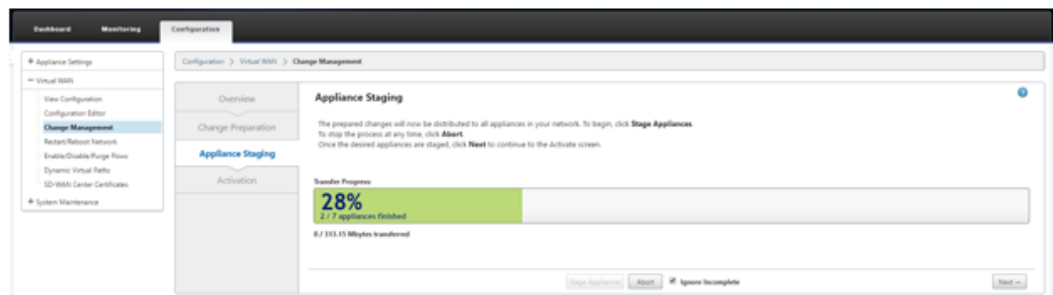 Dashboard Monitoring Configuration
+ Appliance Settings
− Virtual WAN
View Configuration
Configuration Editor
Change Management
Restart/Reboot Network
Enable/Disable/Purge Flows
Dynamic Virtual Paths
SD-WAN Center Certificates
+ System Maintenance
Configuration > Virtual WAN > Change Management
Overview
Change Preparation
Appliance Staging
Activation
Appliance Staging
?
The prepared changes will now be distributed to all appliances in your network. To begin, click Stage Appliances.
To stop the process at any time, click Abort.
Once the desired appliances are staged, click Next to continue to the Activate screen.
Transfer Progress:
28%
2 / 7 appliances finished
0 / 313.15 Mbytes transferred
Stage Appliances Abort Ignore Incomplete Next →